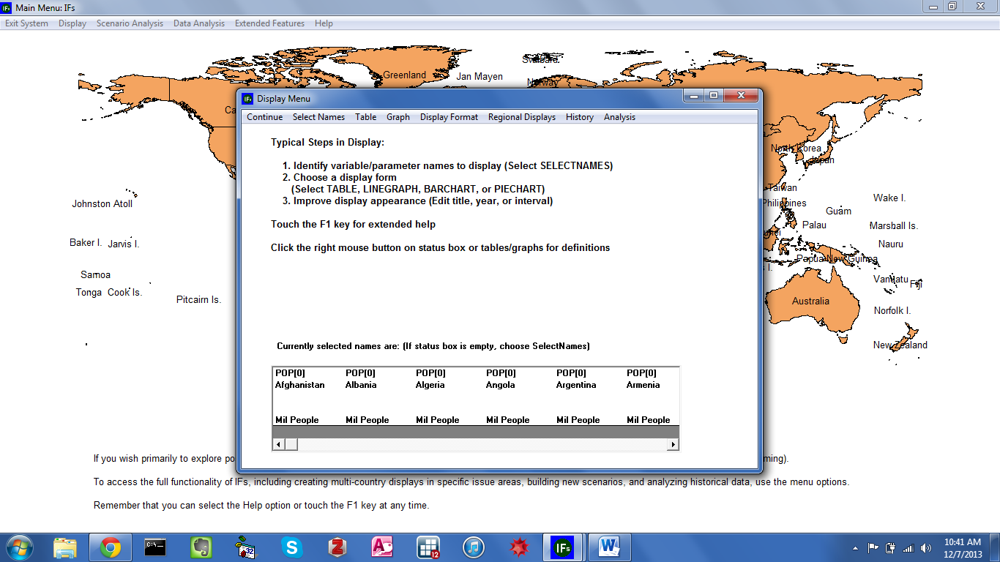 Main Menu: IFs
Exit System Display Scenario Analysis Data Analysis Extended Features Help
Greenland
Jan Mayen
Svalbard
Norway
Display Menu
Continue Select Names Table Graph Display Format Regional Displays History Analysis
Typical Steps in Display:
1. Identify variable/parameter names to display (Select SELECTNAMES)
2. Choose a display form
(Select TABLE, LINEGRAPH, BARCHART, or PIECHART)
3. Improve display appearance (Edit title, year, or interval)
Touch the F1 key for extended help
Click the right mouse button on status box or tables/graphs for definitions
Currently selected names are: (If status box is empty, choose SelectNames)
POP[0] POP[0] POP[0] POP[0] POP[0] POP[0]
Afghanistan Albania Algeria Angola Argentina Armenia
Mil People Mil People Mil People Mil People Mil People Mil People
Ca
North Korea
Japan
Taiwan
Philippines
Johnston Atoll
Wake I.
Guam
Palau
Marshall Is.
Baker I. Jarvis I.
Nauru
Papua New Guinea
s I.
Samoa
Vanuatu
Fiji
Tonga Cook Is.
Pitcairn Is.
Australia
Norfolk I.
New Zealand
If you wish primarily to explore po
ming).
To access the full functionality of IFs, including creating multi-country displays in specific issue areas, building new scenarios, and analyzing historical data, use the menu options.
Remember that you can select the Help option or touch the F1 key at any time.
C:\
32
12
IFs
10:41 AM
12/7/2013